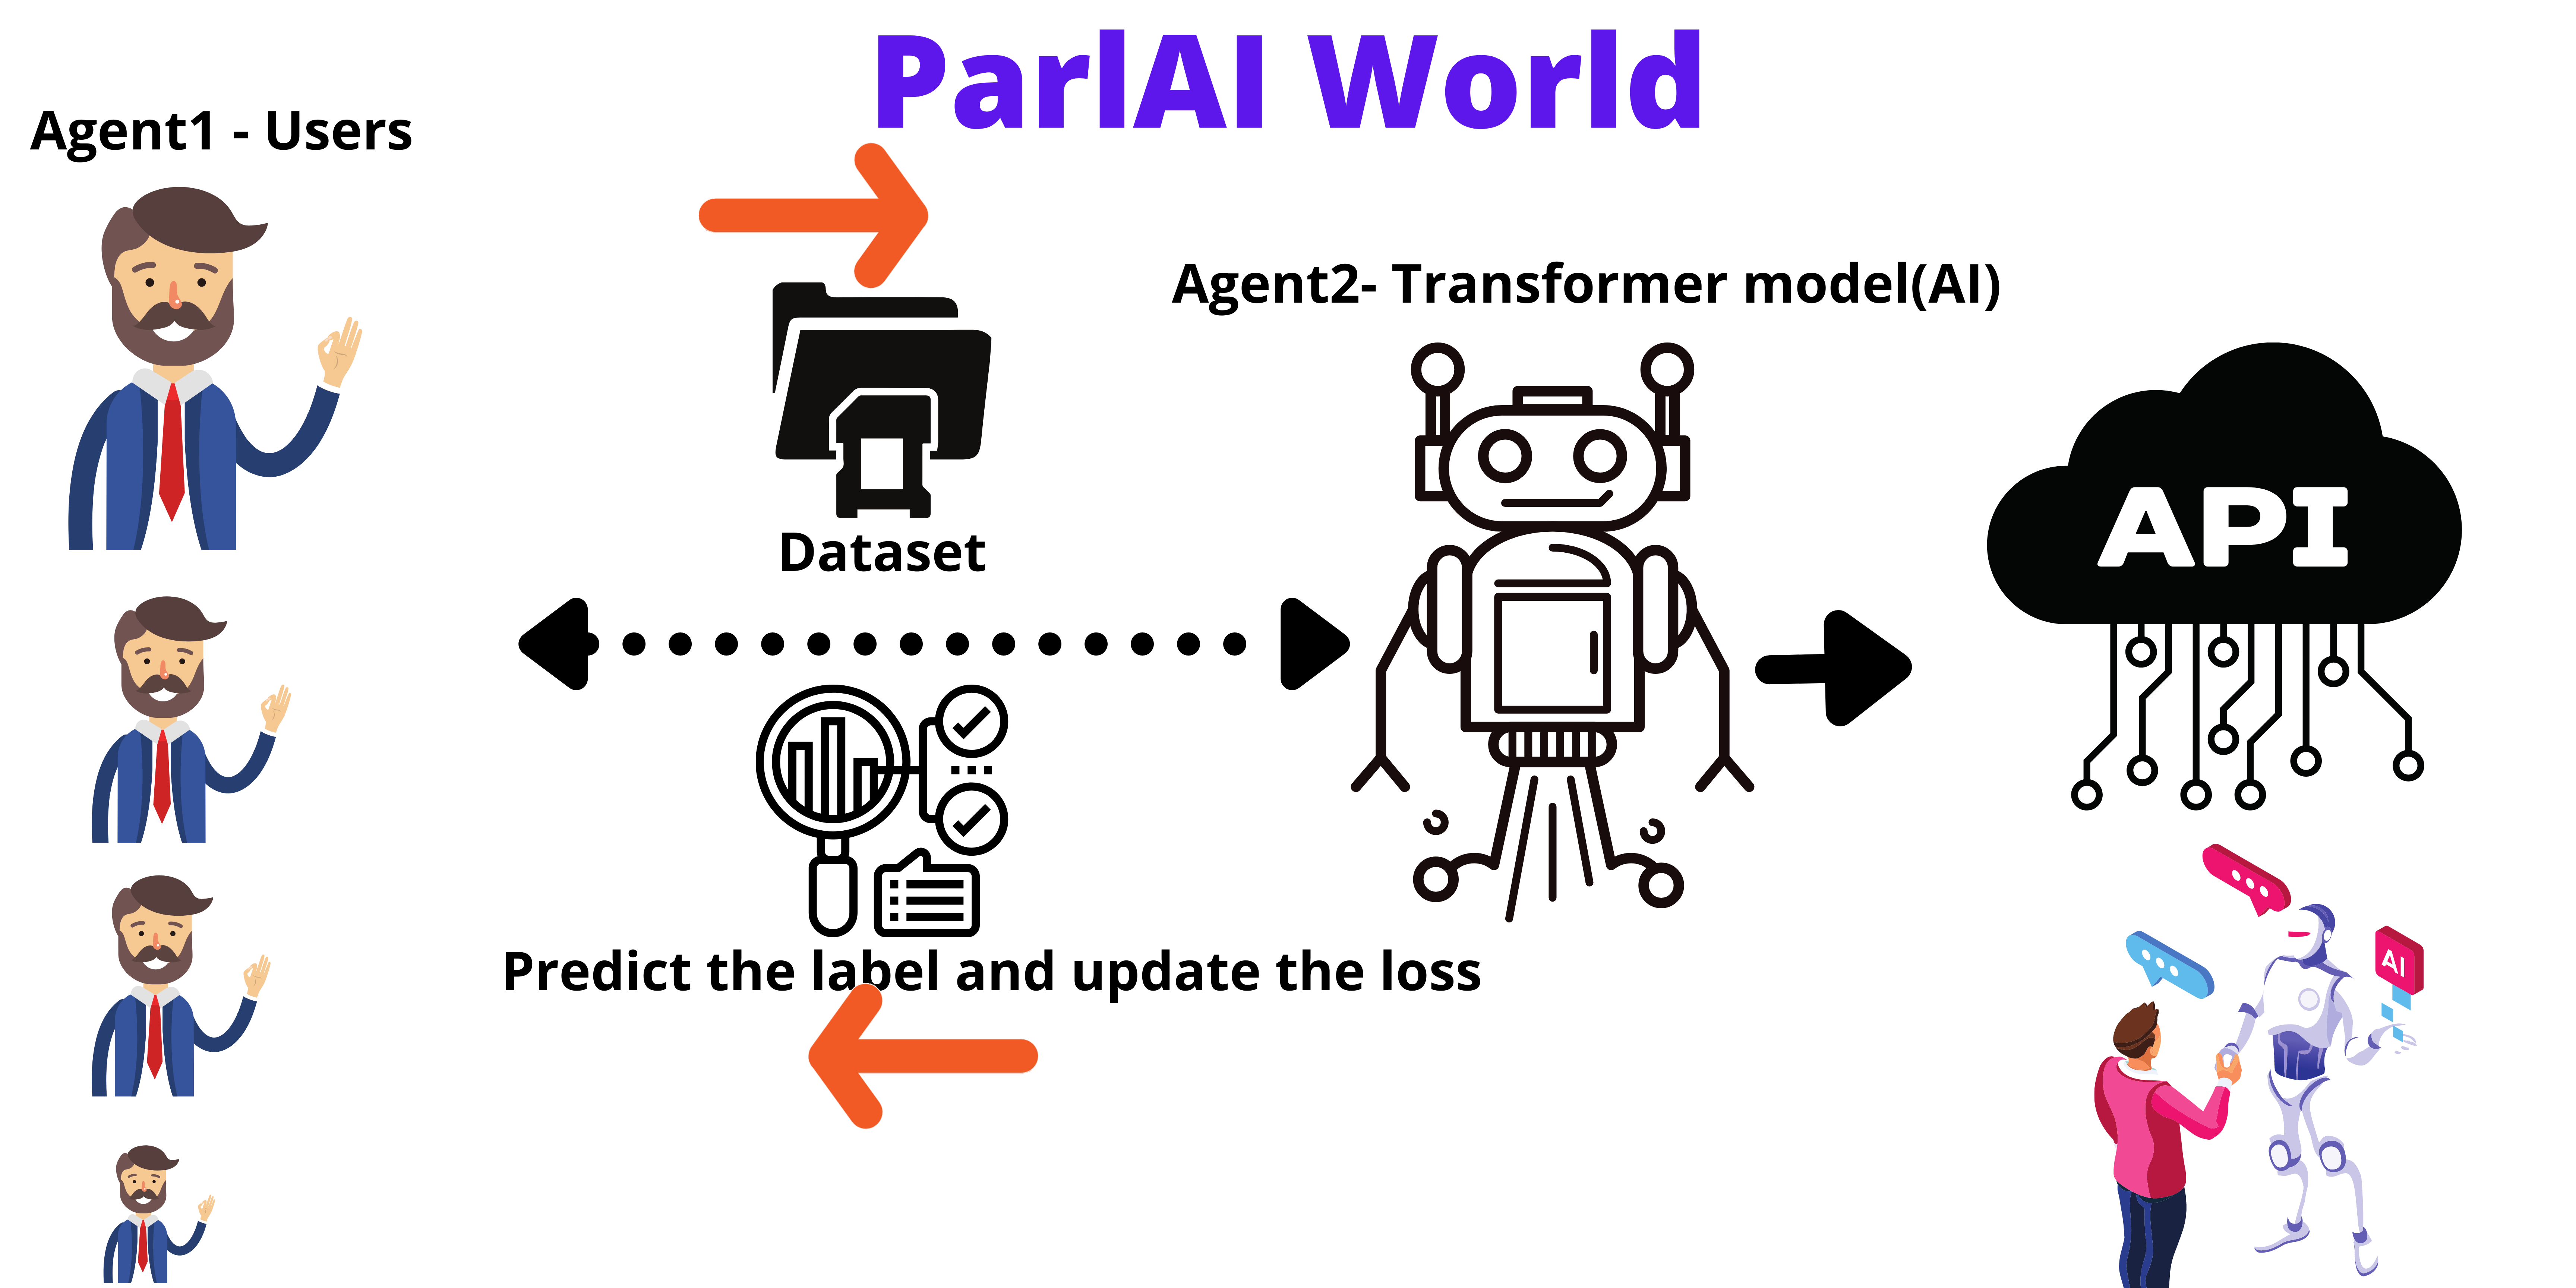 ParlAI World
Agent1 - Users
Agent2- Transformer model(AI)
Dataset
API
Predict the label and update the loss
AI